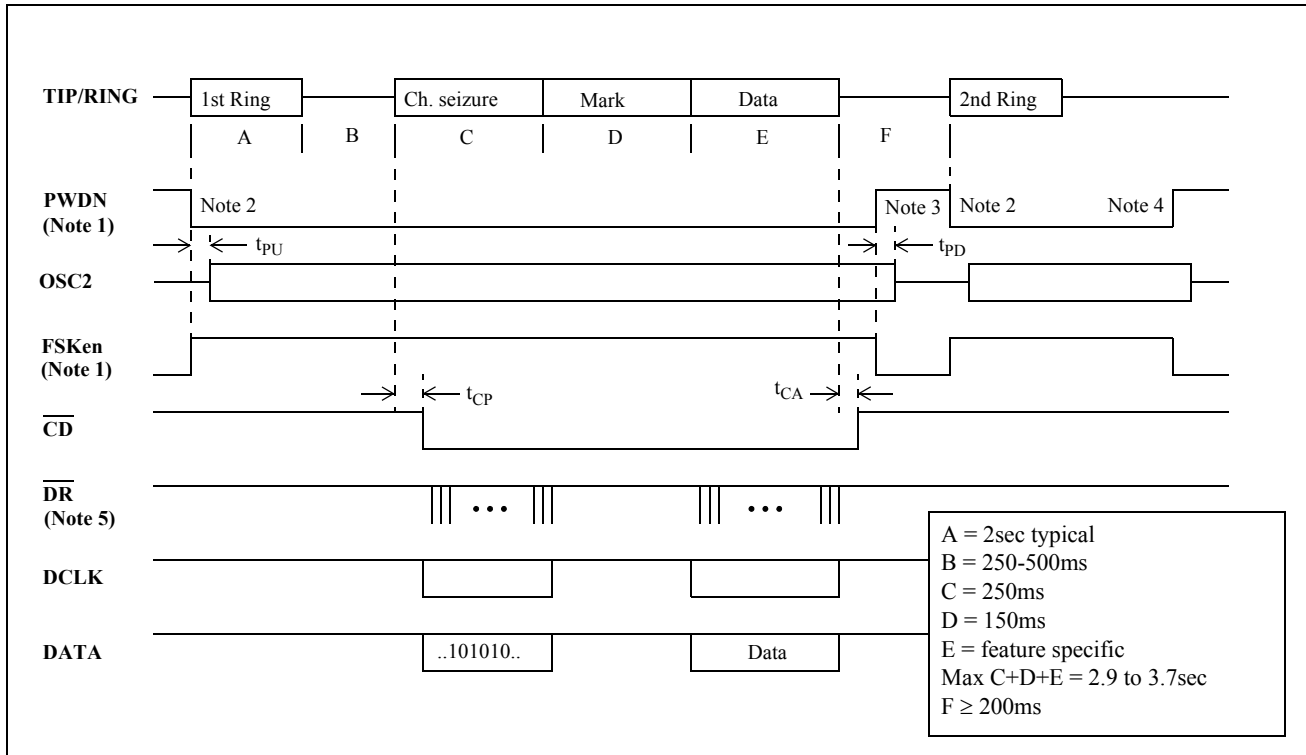 TIP/RING 1st Ring Ch. seizure Mark Data 2nd Ring
A B C D E F
PWDN
(Note 1)
Note 2 Note 3 Note 2 Note 4
tPU tPD
OSC2
FSKen
(Note 1)
tCP tCA
CD
DR
(Note 5)
• • • • • •
DCLK
DATA ..101010.. Data
A = 2sec typical
B = 250-500ms
C = 250ms
D = 150ms
E = feature specific
Max C+D+E = 2.9 to 3.7sec
F ≥ 200ms